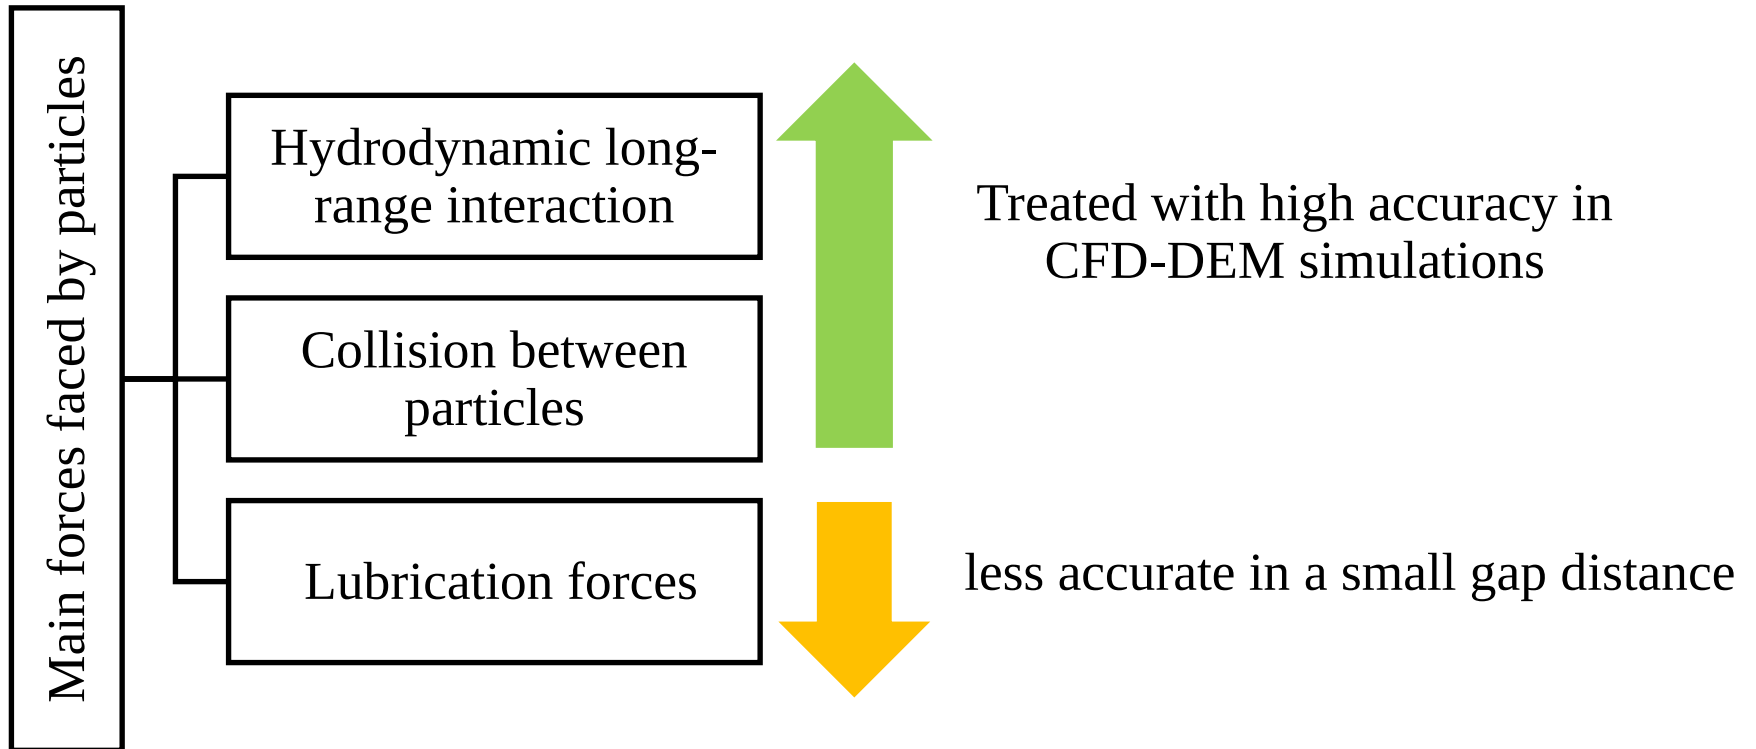 Main forces faced by particles
Hydrodynamic long-
range interaction
Collision between
particles
Lubrication forces
Treated with high accuracy in
CFD-DEM simulations
less accurate in a small gap distance